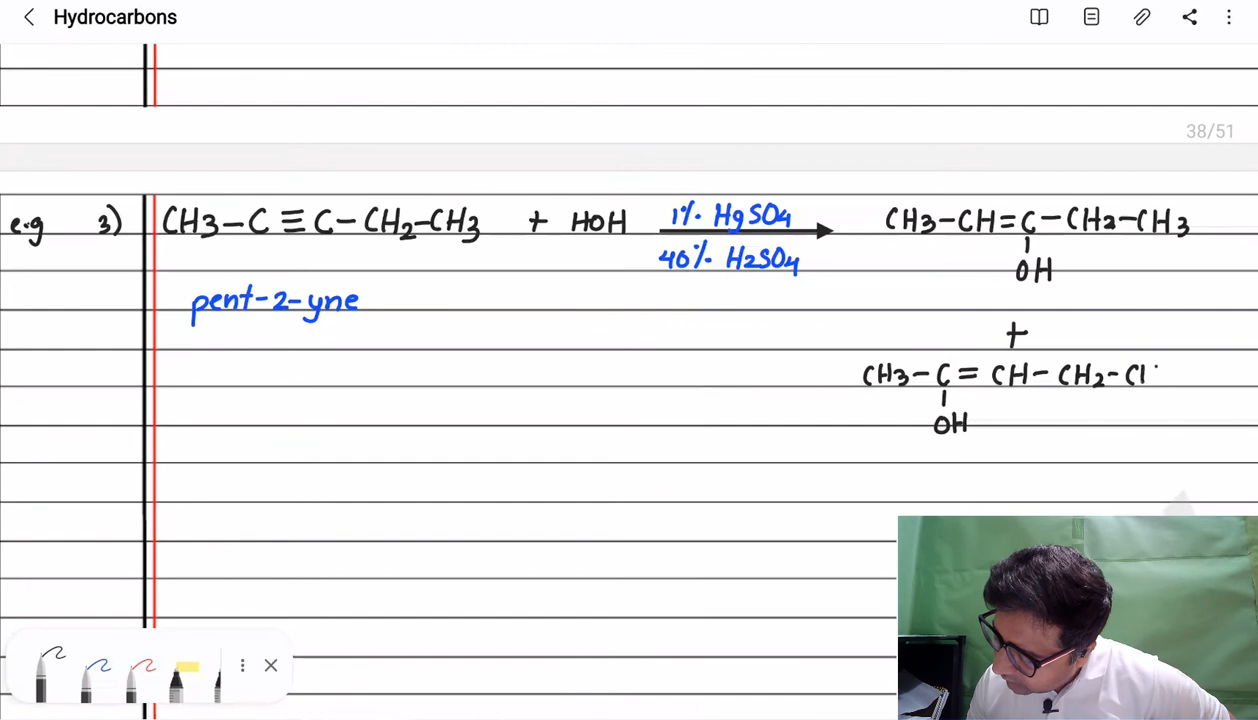 Hydrocarbons
38/51
e.g 3) CH3-C≡C-CH2-CH3 + HOH 1% HgSO4 CH3-CH=C-CH2-CH3
40% H2SO4 OH
pent-2-yne
+
CH3-C=CH-CH2-C
OH